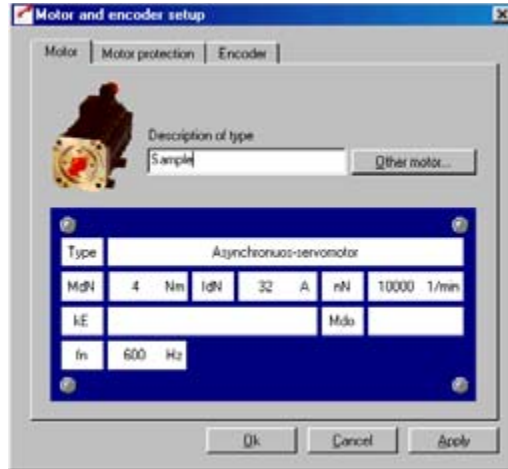 Motor and encoder setup
Motor Motor protection Encoder
Description of type
Sample Other motor...
Type Asynchronuos-servomotor
MdN 4 Nm IdN 32 A nN 10000 1/min
kE Mdo
fn 600 Hz
Ok Cancel Apply